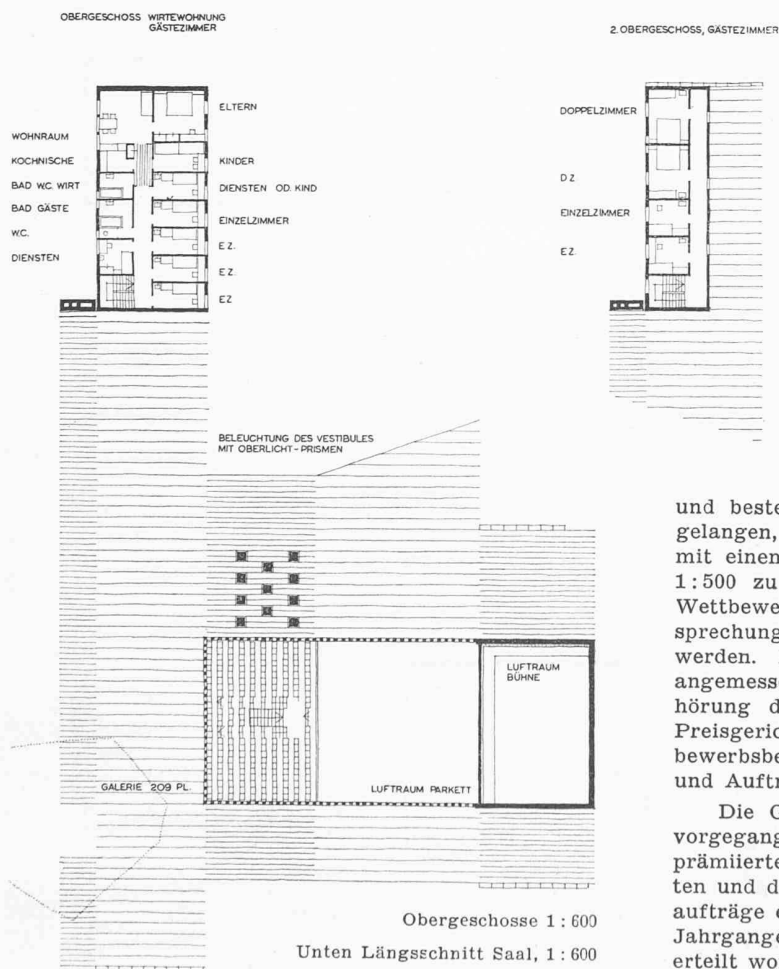 OBERGESCHOSS WIRTEWOHNUNG
GÄSTEZIMMER
2. OBERGESCHOSS, GÄSTEZIMMER
WOHNRAUM
KOCHNISCHE
BAD W.C. WIRT
BAD GÄSTE
W.C.
DIENSTEN
ELTERN
KINDER
DIENSTEN OD. KIND
EINZELZIMMER
E Z.
E Z.
EZ
DOPPELZIMMER
D Z
EINZELZIMMER
E Z
BELEUCHTUNG DES VESTIBULES
MIT OBERLICHT-PRISMEN
LUFTRAUM
BÜHNE
GALERIE 209 PL.
LUFTRAUM PARKETT
Obergeschosse 1 : 600
Unten Längsschnitt Saal, 1 : 600
und beste
gelangen,
mit einen
1 : 500 zu
Wettbewe
sprechung
werden.
angemess
hörung d
Preisgeric
bewerbsbe
und Auftr
Die C
vorgegang
prämiierte
ten und d
aufträge e
Jahrgange
erteilt wo